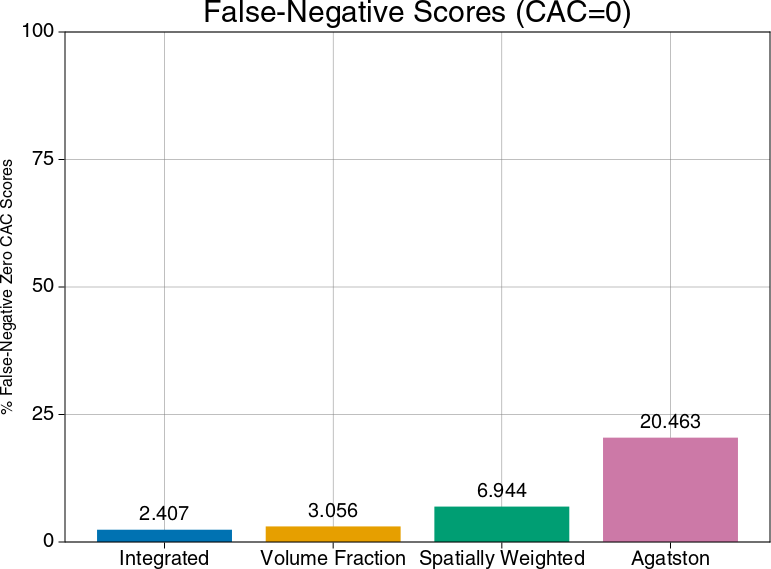 False-Negative Scores (CAC=0)
% False-Negative Zero CAC Scores
100
75
50
25
0
2.407
3.056
6.944
20.463
Integrated
Volume Fraction
Spatially Weighted
Agatston